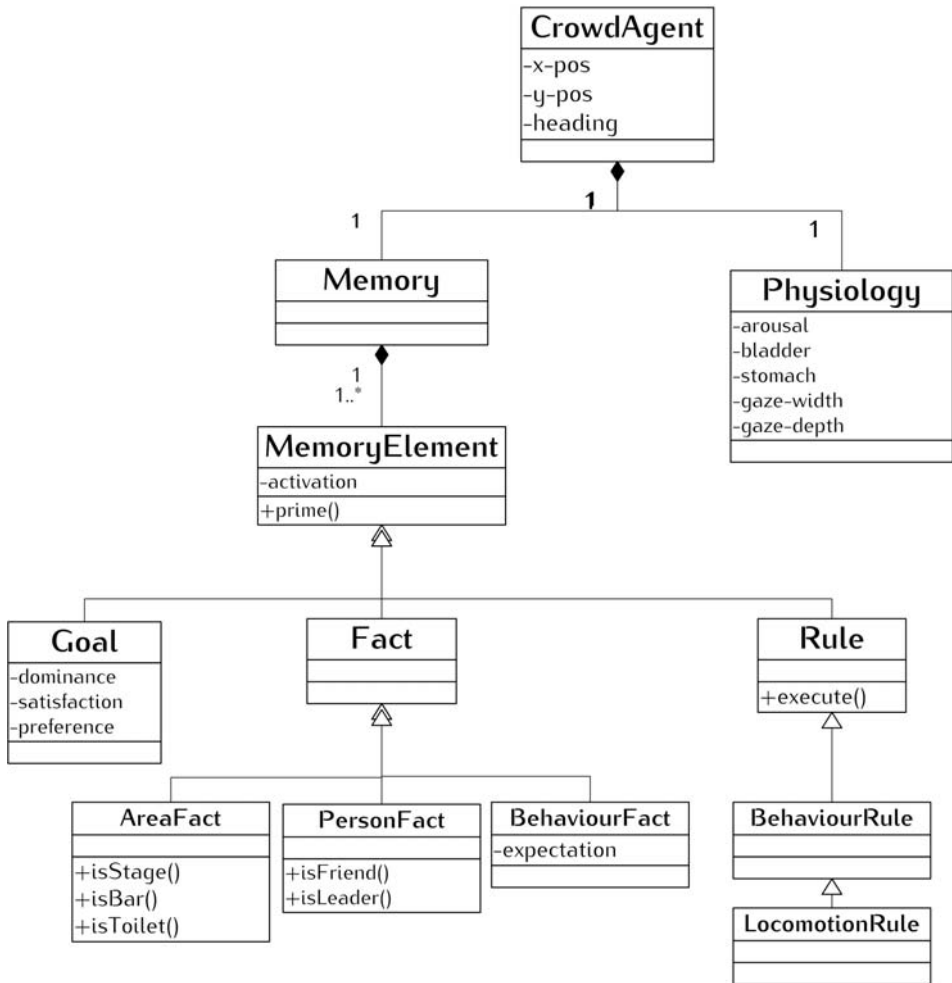 CrowdAgent
-x-pos
-y-pos
-heading
1
1
1
Memory
Physiology
-arousal
-bladder
-stomach
-gaze-width
-gaze-depth
1
1..*
MemoryElement
-activation
+prime()
Goal
-dominance
-satisfaction
-preference
Fact
Rule
+execute()
AreaFact
+isStage()
+isBar()
+isToilet()
PersonFact
+isFriend()
+isLeader()
BehaviourFact
-expectation
BehaviourRule
LocomotionRule